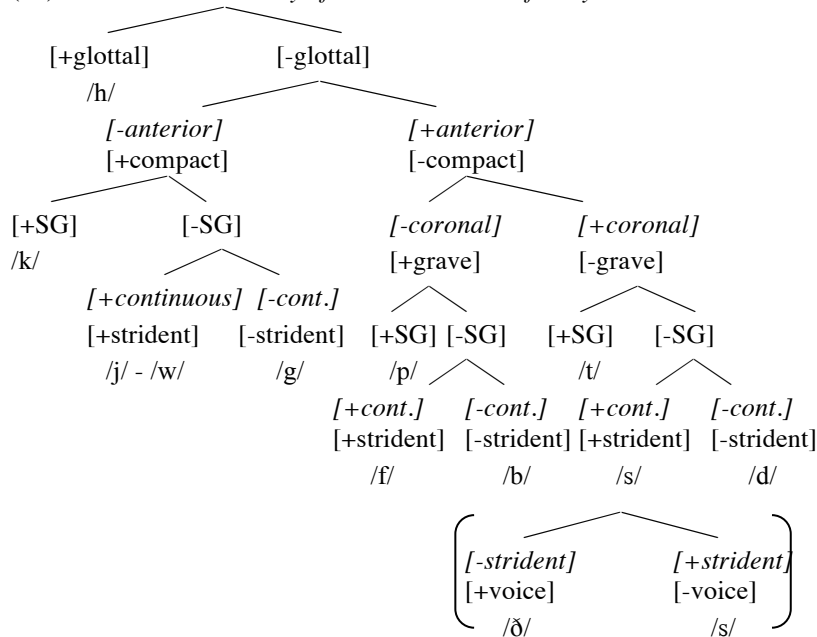 [+glottal] [-glottal]
/h/
[-anterior] [+anterior]
[+compact] [-compact]
[+SG] [-SG] [-coronal] [+coronal]
/k/ [+grave] [-grave]
[+continuous] [-cont.]
[+strident] [-strident] [+SG] [-SG] [+SG] [-SG]
/j/ - /w/ /g/ /p/ /t/
[+cont.] [-cont.] [+cont.] [-cont.]
[+strident] [-strident] [+strident] [-strident]
/f/ /b/ /s/ /d/
[-strident] [+strident]
[+voice] [-voice]
/ð/ /s/